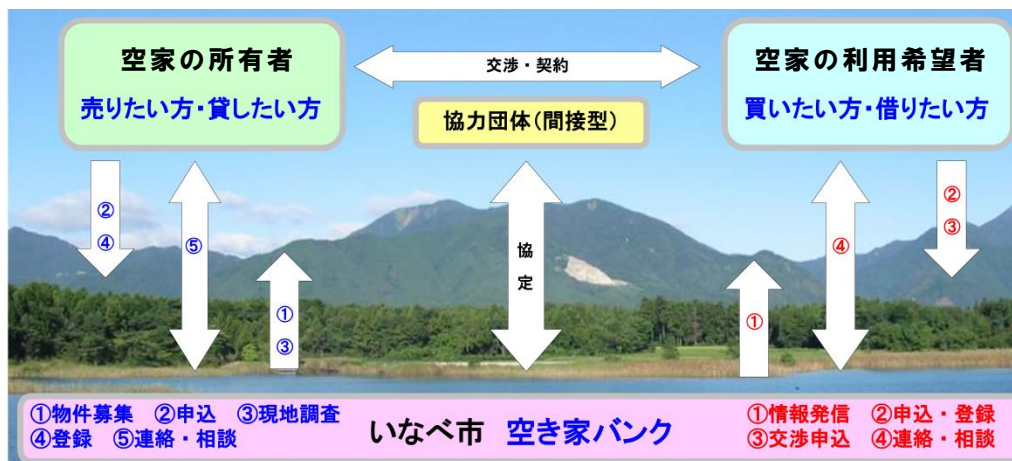 空家の所有者
売りたい方・貸したい方
交渉・契約
協力団体(間接型)
空家の利用希望者
買いたい方・借りたい方
②
④
⑤
①
③
協
定
①
④
②
③
①物件募集 ②申込 ③現地調査
④登録 ⑤連絡・相談
いなべ市 空き家バンク
①情報発信 ②申込・登録
③交渉申込 ④連絡・相談